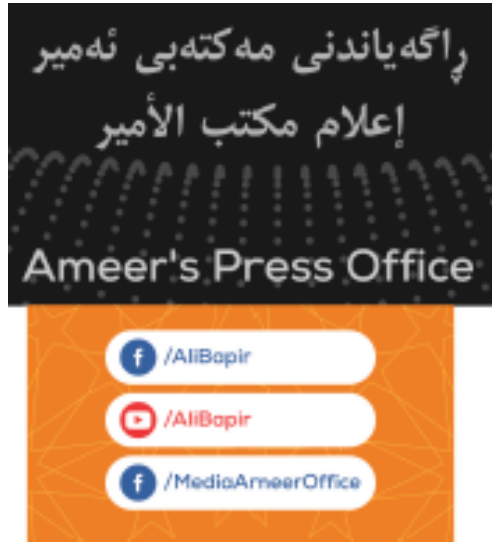 ڕاگەیاندنی مەکتەبی ئەمیر
إعلام مكتب الأمير
Ameer's Press Office
/AliBapir
/AliBapir
/MediaAmeerOffice